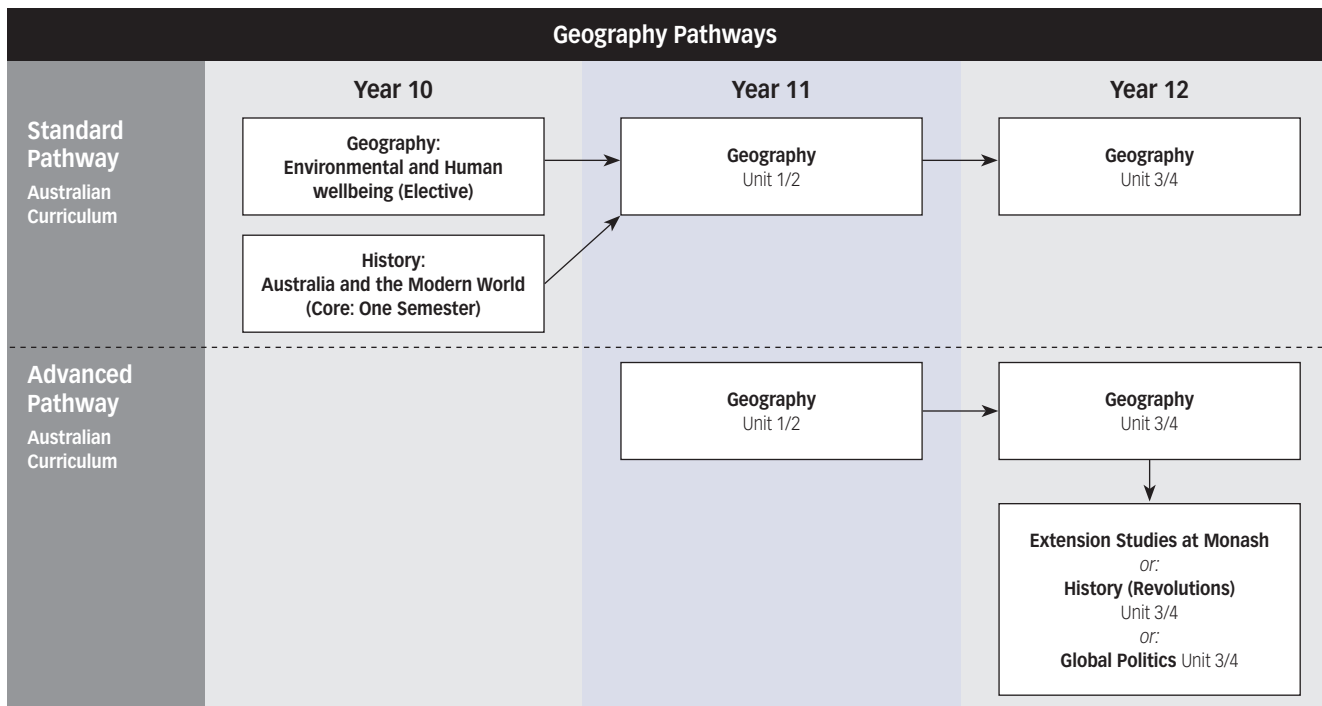 Geography Pathways
Year 10
Year 11
Year 12
Standard
Pathway
Australian
Curriculum
Geography:
Environmental and Human
wellbeing (Elective)
History:
Australia and the Modern World
(Core: One Semester)
Geography
Unit 1/2
Geography
Unit 3/4
Advanced
Pathway
Australian
Curriculum
Geography
Unit 1/2
Geography
Unit 3/4
Extension Studies at Monash
or:
History (Revolutions)
Unit 3/4
or:
Global Politics Unit 3/4